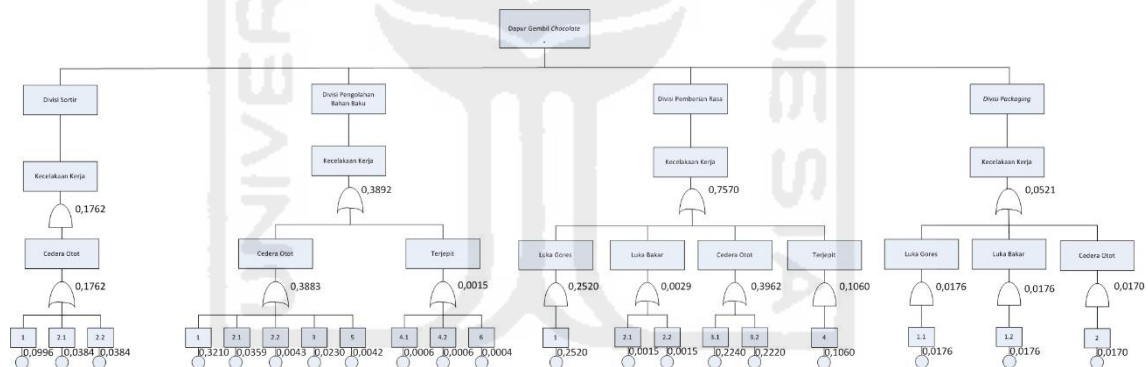 Dapur Gembil Chocolate
Divisi Sortir
Divisi Pengolahan
Bahan Baku
Divisi Pemberian Rasa
Divisi Packaging
Kecelakaan Kerja
Kecelakaan Kerja
Kecelakaan Kerja
Kecelakaan Kerja
0,1762
0,3892
0,7570
0,0521
Cedera Otot
Cedera Otot
Terjepit
Luka Gores
Luka Bakar
Cedera Otot
Terjepit
Luka Gores
Luka Bakar
Cedera Otot
0,1762
0,3883
0,0015
0,2520
0,0029
0,3962
0,1060
0,0176
0,0176
0,0170
1
2.1
2.2
1
2.1
2.2
3
5
4.1
4.2
6
1
2.1
2.2
3.1
3.2
4
1.1
1.2
2
0,0996
0,0384
0,0384
0,3210
0,0359
0,0043
0,0230
0,0042
0,0006
0,0006
0,0004
0,2520
0,0015
0,0015
0,2240
0,2220
0,1060
0,0176
0,0176
0,0170
UNIVER
NESIA